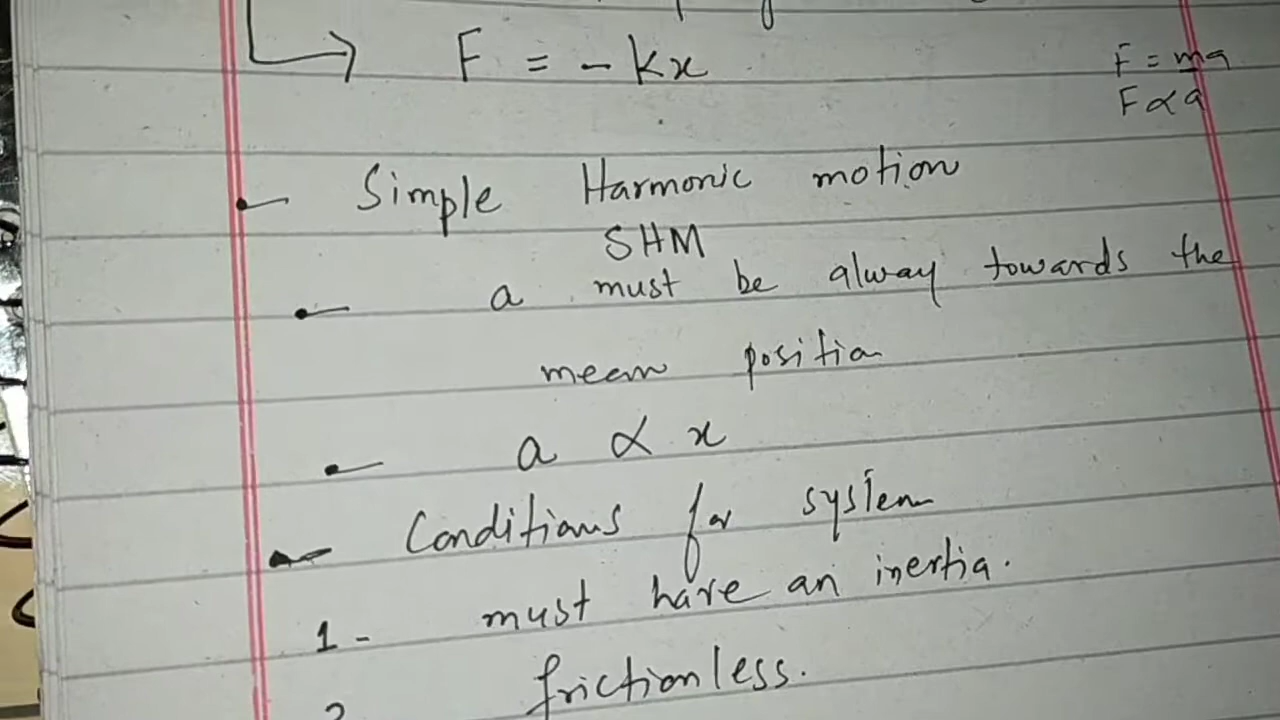 F = - kx
F = ma
F ∝ a
Simple Harmonic motion
SHM
a must be alway towards the
mean position
a ∝ x
Conditions for system
1- must have an inertia.
2 frictionless.